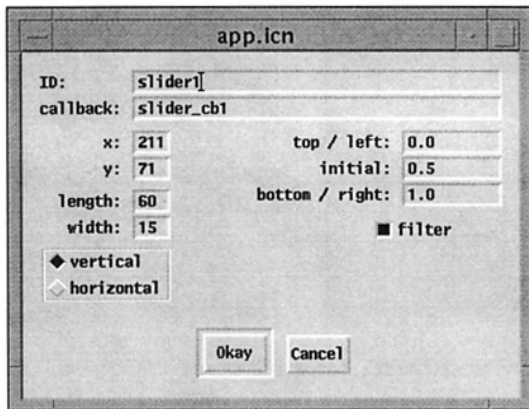 app.icn
ID: slider1
callback: slider_cb1
x: 211 top / left: 0.0
y: 71 initial: 0.5
length: 60 bottom / right: 1.0
width: 15 filter
vertical
horizontal
Okay Cancel